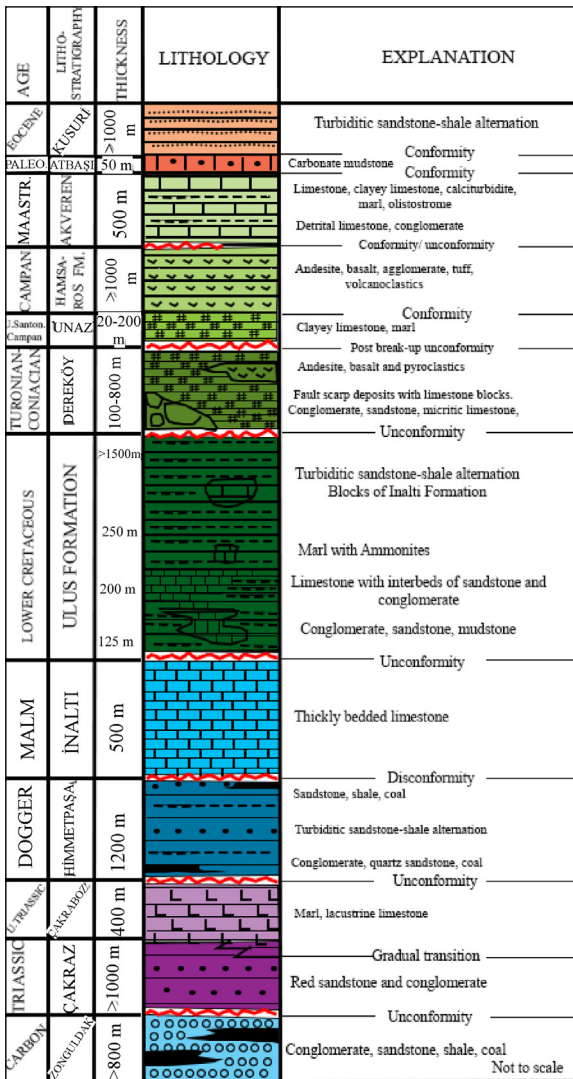 AGE
LITHO-
STRATIGRAPHY
THICKNESS
LITHOLOGY
EXPLANATION
EOCENE
KUSURİ
>1000
m
Turbiditic sandstone-shale alternation
Conformity
PALEO.
ATBAŞI
50 m
Carbonate mudstone
Conformity
MAASTR.
AKVEREN
500 m
Limestone, clayey limestone, calciturbidite,
marl, olistostrome
Detrital limestone, conglomerate
Conformity/ unconformity
CAMPAN
HAMSA-
ROS FM.
>1000 m
Andesite, basalt, agglomerate, tuff,
volcanoclastics
Conformity
U.Santon.
Campan
UNAZ
20-200
m
Clayey limestone, marl
Post break-up unconformity
TURONIAN-
CONIACIAN
DEREKÖY
100-800 m
Andesite, basalt and pyroclastics
Fault scarp deposits with limestone blocks.
Conglomerate, sandstone, micritic limestone,
Unconformity
LOWER CRETACEOUS
ULUS FORMATION
>1500m
250 m
200 m
125 m
Turbiditic sandstone-shale alternation
Blocks of Inalti Formation
Marl with Ammonites
Limestone with interbeds of sandstone and
conglomerate
Conglomerate, sandstone, mudstone
Unconformity
MALM
İNALTI
500 m
Thickly bedded limestone
Disconformity
DOGGER
HİMMETPAŞA
1200 m
Sandstone, shale, coal
Turbiditic sandstone-shale alternation
Conglomerate, quartz sandstone, coal
Unconformity
U.TRIASSIC
ÇAKRABOZ
400 m
Marl, lacustrine limestone
Gradual transition
TRIASSIC
ÇAKRAZ
>1000 m
Red sandstone and conglomerate
Unconformity
CARBON
ZONGULDAK
>800 m
Conglomerate, sandstone, shale, coal
Not to scale